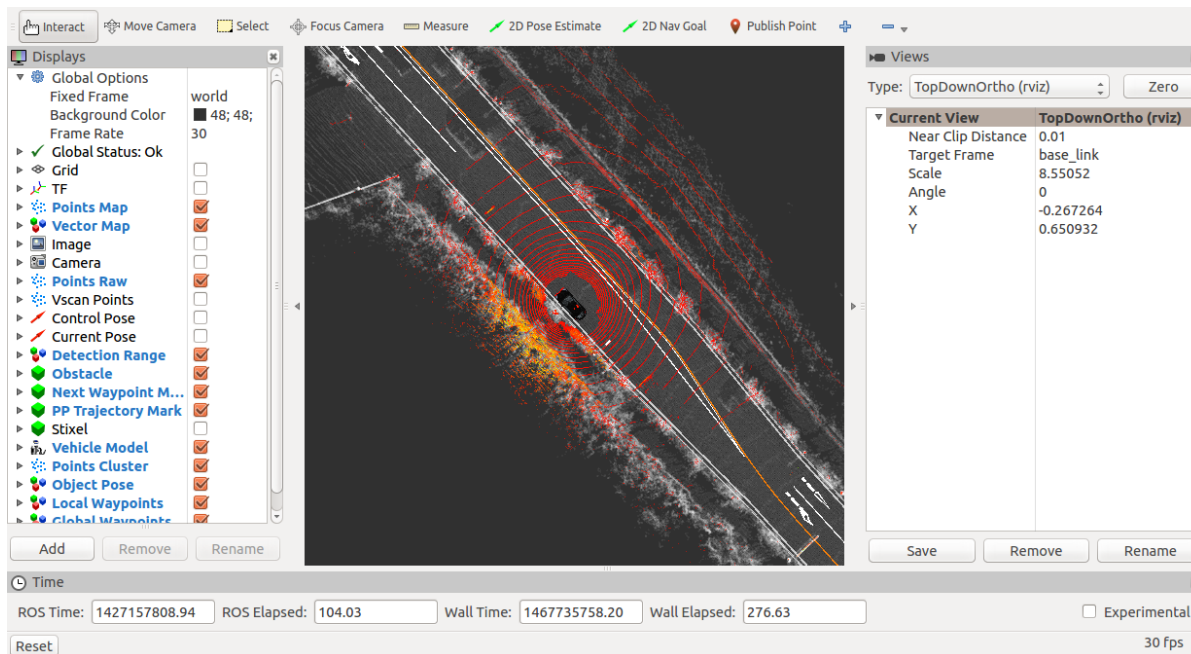 Interact Move Camera Select Focus Camera Measure 2D Pose Estimate 2D Nav Goal Publish Point
Displays
Global Options
Fixed Frame world
Background Color 48; 48;
Frame Rate 30
Global Status: Ok
Grid
TF
Points Map
Vector Map
Image
Camera
Points Raw
Vscan Points
Control Pose
Current Pose
Detection Range
Obstacle
Next Waypoint M...
PP Trajectory Mark
Stixel
Vehicle Model
Points Cluster
Object Pose
Local Waypoints
Global Waypoints
Add Remove Rename
Views
Type: TopDownOrtho (rviz) Zero
Current View TopDownOrtho (rviz)
Near Clip Distance 0.01
Target Frame base_link
Scale 8.55052
Angle 0
X -0.267264
Y 0.650932
Save Remove Rename
Time
ROS Time: 1427157808.94 ROS Elapsed: 104.03 Wall Time: 1467735758.20 Wall Elapsed: 276.63 Experimental
Reset 30 fps